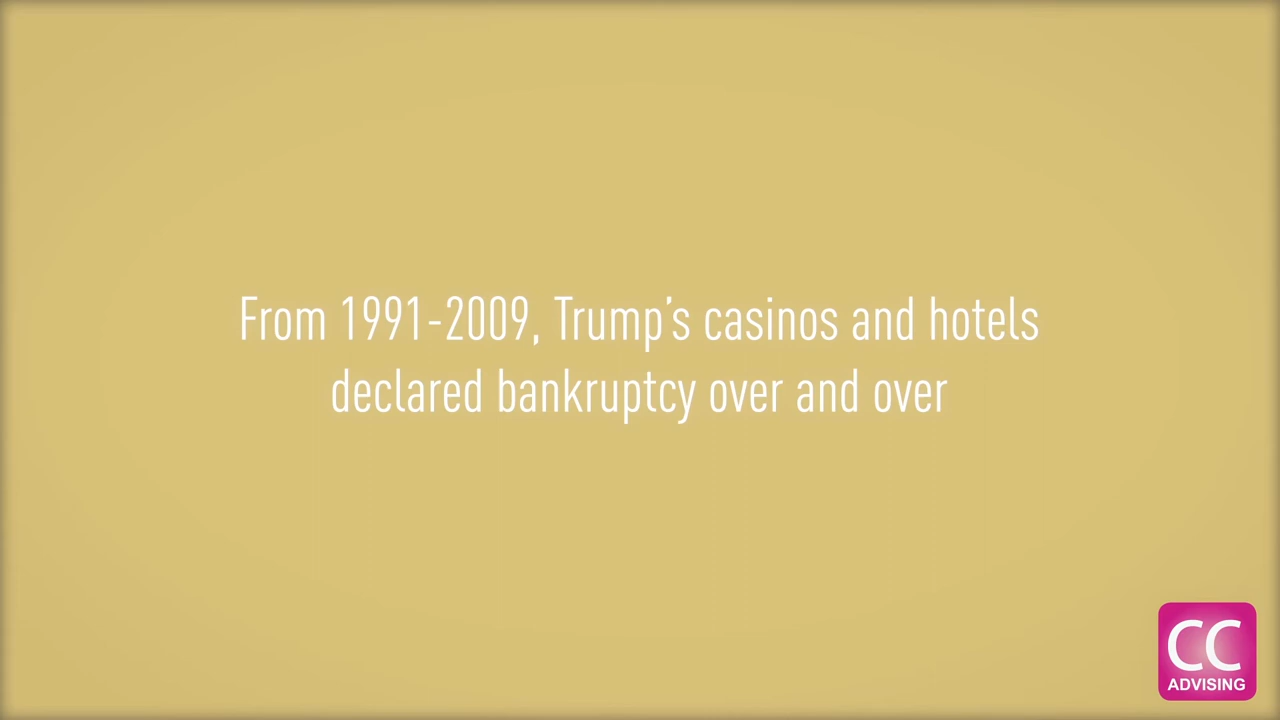 From 1991-2009, Trump’s casinos and hotels
declared bankruptcy over and over
CC
ADVISING